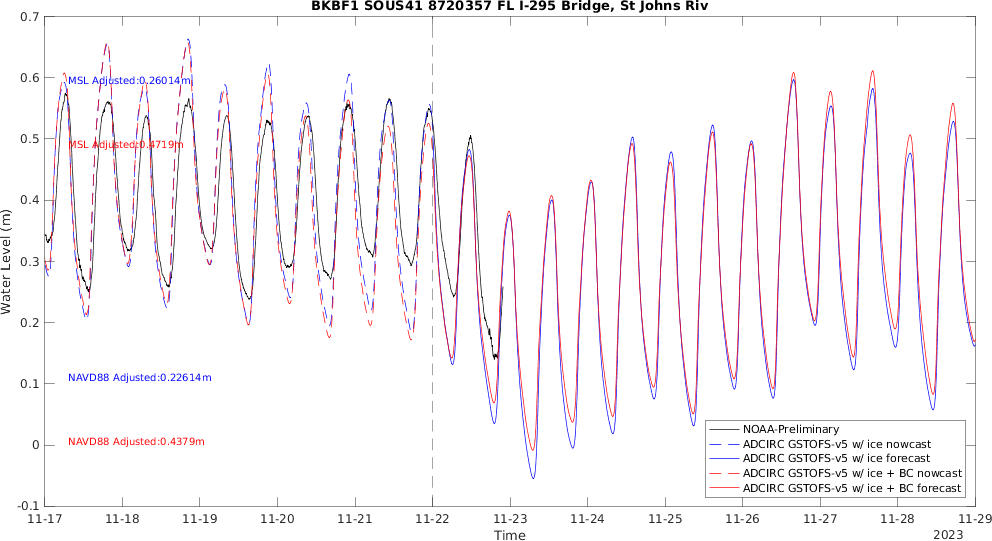 BKBF1 SOUS41 8720357 FL I-295 Bridge, St Johns Riv
0.7
0.6
0.5
0.4
0.3
0.2
0.1
0
-0.1
Water Level (m)
MSL Adjusted:0.26014m
MSL Adjusted:0.4719m
NAVD88 Adjusted:0.22614m
NAVD88 Adjusted:0.4379m
NOAA-Preliminary
ADCIRC GSTOFS-v5 w/ ice nowcast
ADCIRC GSTOFS-v5 w/ ice forecast
ADCIRC GSTOFS-v5 w/ ice + BC nowcast
ADCIRC GSTOFS-v5 w/ ice + BC forecast
11-17 11-18 11-19 11-20 11-21 11-22 11-23 11-24 11-25 11-26 11-27 11-28 11-29
Time
2023